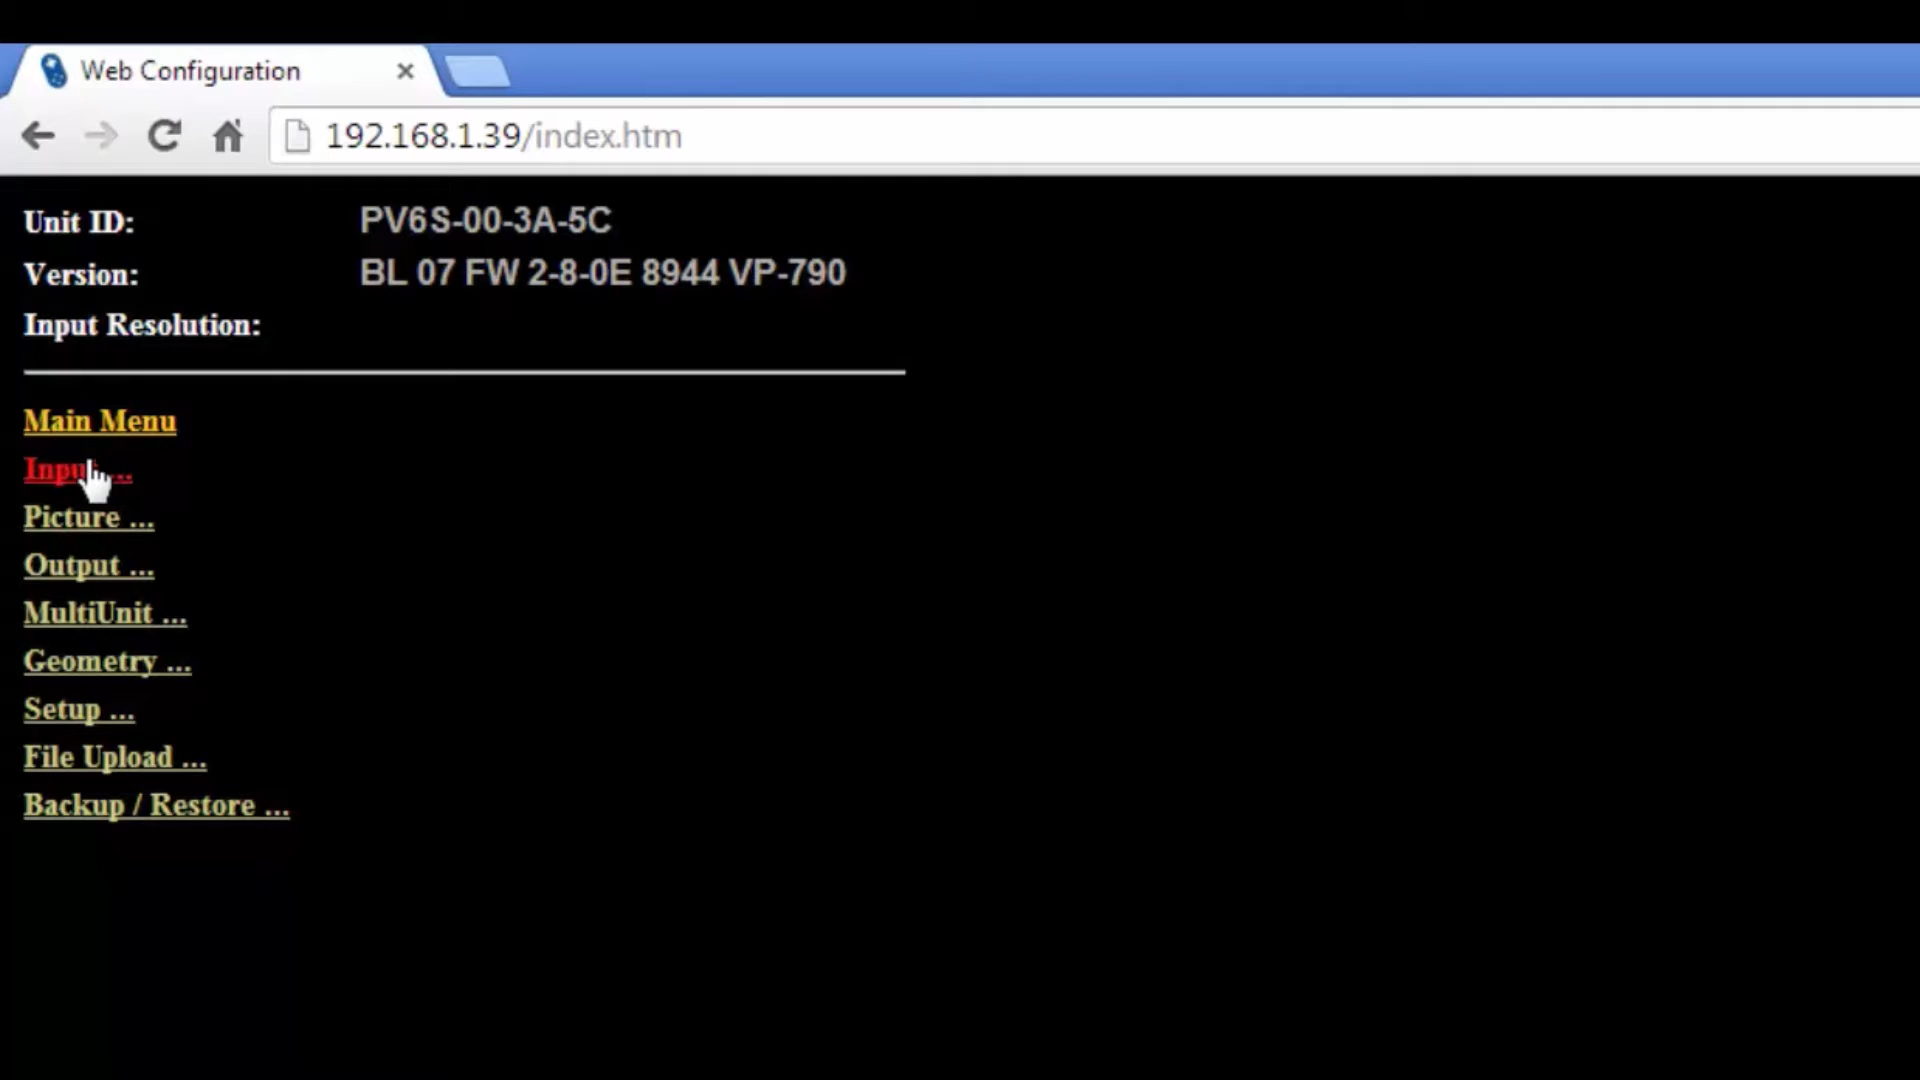 Web Configuration
192.168.1.39/index.htm
Unit ID: PV6S-00-3A-5C
Version: BL 07 FW 2-8-0E 8944 VP-790
Input Resolution:
Main Menu
Input ...
Picture ...
Output ...
MultiUnit ...
Geometry ...
Setup ...
File Upload ...
Backup / Restore ...